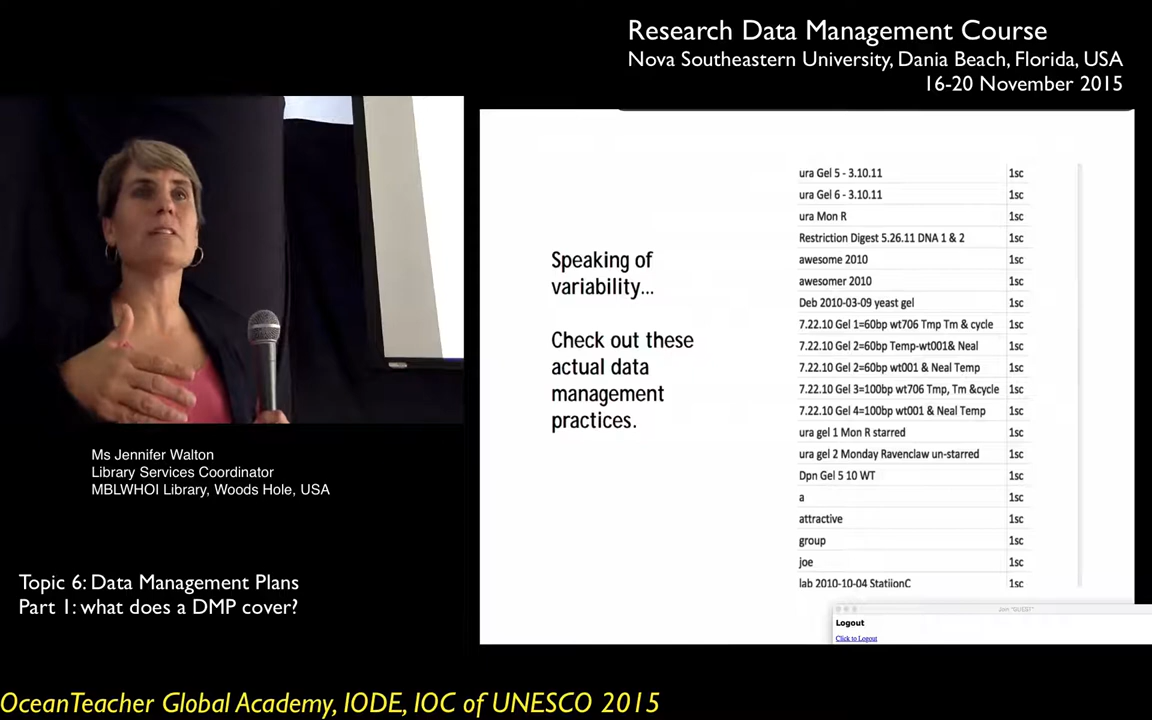 Research Data Management Course
Nova Southeastern University, Dania Beach, Florida, USA
16-20 November 2015
Speaking of
variability...
Check out these
actual data
management
practices.
ura Gel 5 - 3.10.11 1sc
ura Gel 6 - 3.10.11 1sc
ura Mon R 1sc
Restriction Digest 5.26.11 DNA 1 & 2 1sc
awesome 2010 1sc
awesomer 2010 1sc
Deb 2010-03-09 yeast gel 1sc
7.22.10 Gel 1=60bp wt706 Tmp Tm & cycle 1sc
7.22.10 Gel 2=60bp Temp-wt001& Neal 1sc
7.22.10 Gel 2=60bp wt001 & Neal Temp 1sc
7.22.10 Gel 3=100bp wt706 Tmp, Tm &cycle 1sc
7.22.10 Gel 4=100bp wt001 & Neal Temp 1sc
ura gel 1 Mon R starred 1sc
ura gel 2 Monday Ravenclaw un-starred 1sc
Dpn Gel 5 10 WT 1sc
a 1sc
attractive 1sc
group 1sc
joe 1sc
lab 2010-10-04 StatiionC 1sc
Join "GUEST"
Logout
Click to Logout
Ms Jennifer Walton
Library Services Coordinator
MBLWHOI Library, Woods Hole, USA
Topic 6: Data Management Plans
Part 1: what does a DMP cover?
OceanTeacher Global Academy, IODE, IOC of UNESCO 2015